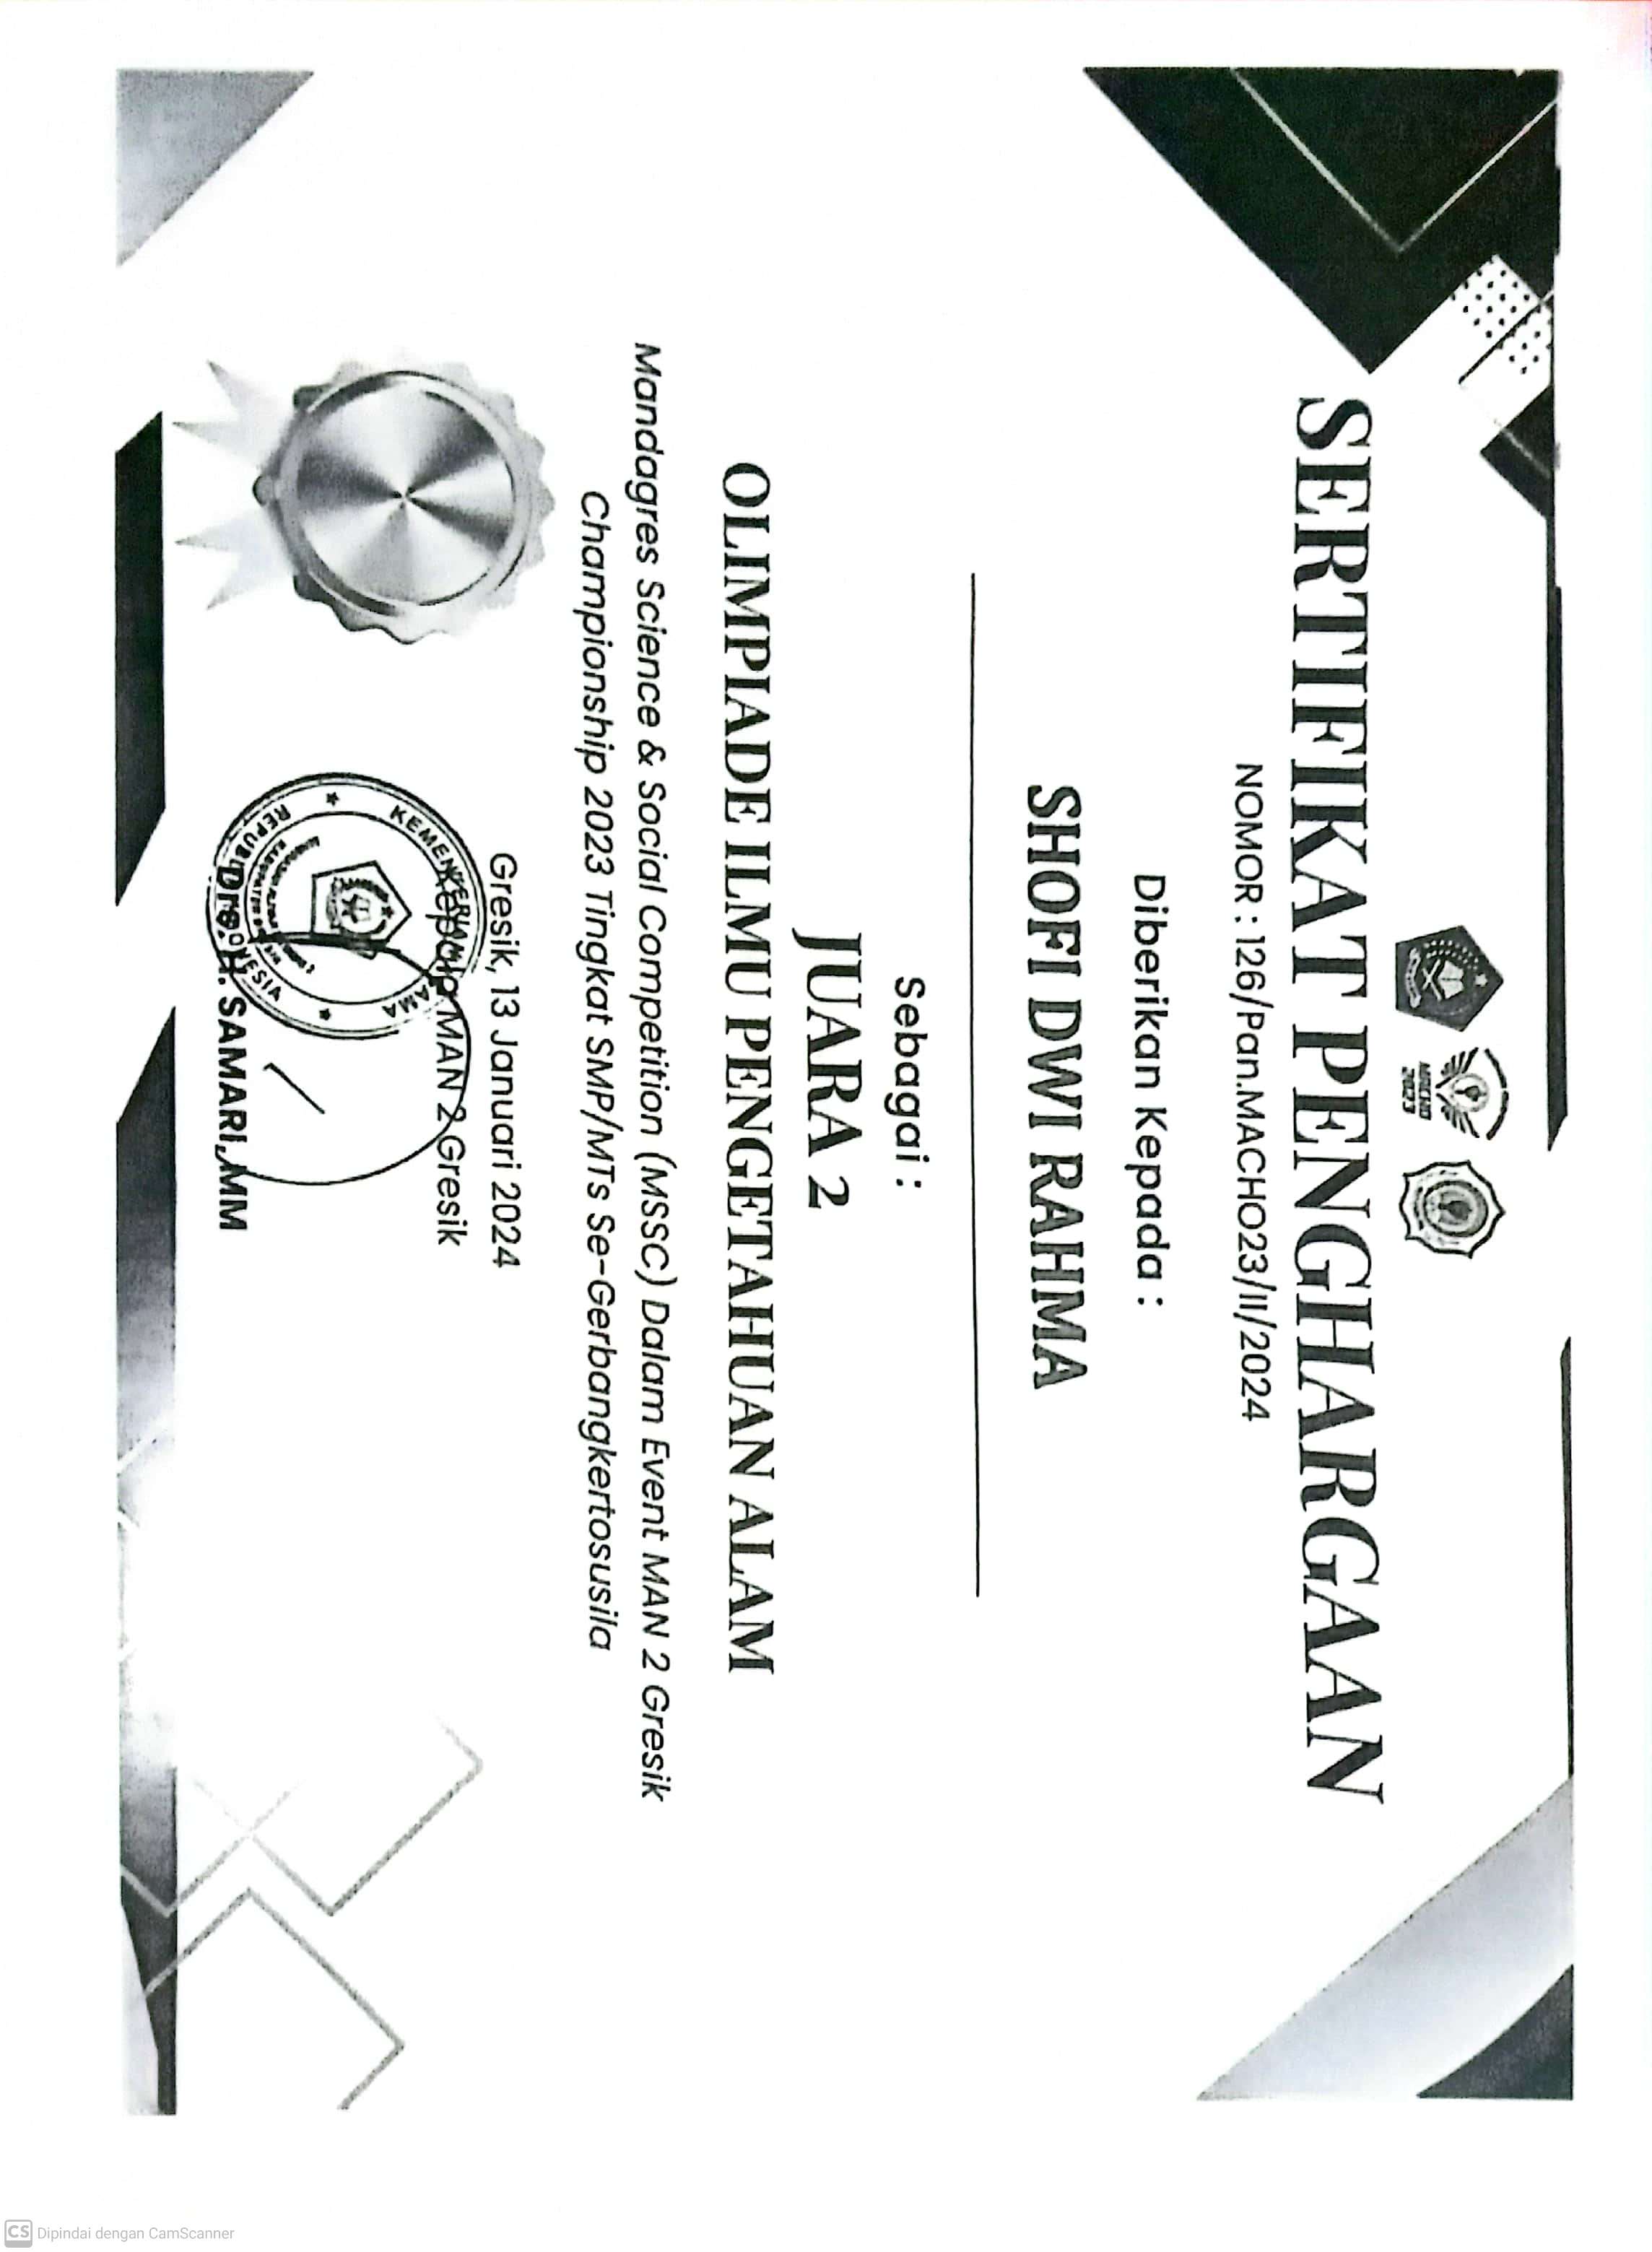 MACHO
2023
SERTIFIKAT PENGHARGAAN
NOMOR : 126/Pan.MACHO23/II/2024
Diberikan Kepada :
SHOFI DWI RAHMA
Sebagai :
JUARA 2
OLIMPIADE ILMU PENGETAHUAN ALAM
Mandagres Science & Social Competition (MSSC) Dalam Event MAN 2 Gresik
Championship 2023 Tingkat SMP/MTs Se-Gerbangkertosusila
Gresik, 13 Januari 2024
Kepala MAN 2 Gresik
KEMENTERIAN AGAMA
REPUBLIK INDONESIA
Drs. H. SAMARI, MM
CS Dipindai dengan CamScanner